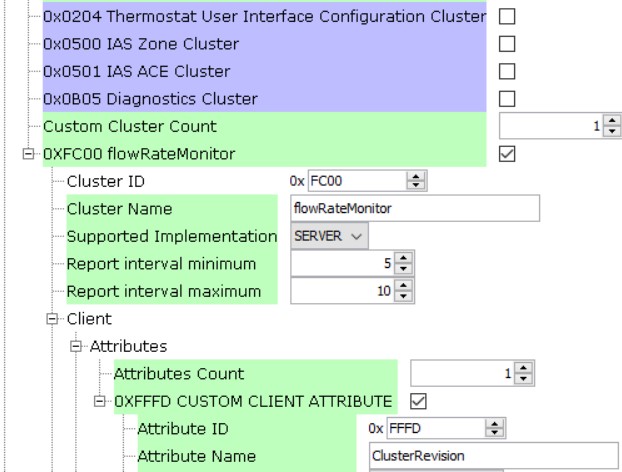 0x0204 Thermostat User Interface Configuration Cluster
0x0500 IAS Zone Cluster
0x0501 IAS ACE Cluster
0x0B05 Diagnostics Cluster
Custom Cluster Count 1
0XFC00 flowRateMonitor
Cluster ID 0x FC00
Cluster Name flowRateMonitor
Supported Implementation SERVER
Report interval minimum 5
Report interval maximum 10
Client
Attributes
Attributes Count 1
0XFFFD CUSTOM CLIENT ATTRIBUTE
Attribute ID 0x FFFD
Attribute Name ClusterRevision